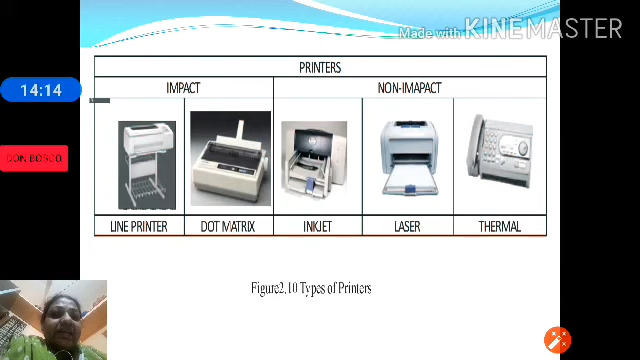 Made with KINEMASTER
PRINTERS
14:14
IMPACT NON-IMAPACT
DON BOSCO
LINE PRINTER DOT MATRIX INKJET LASER THERMAL
Figure2.10 Types of Printers